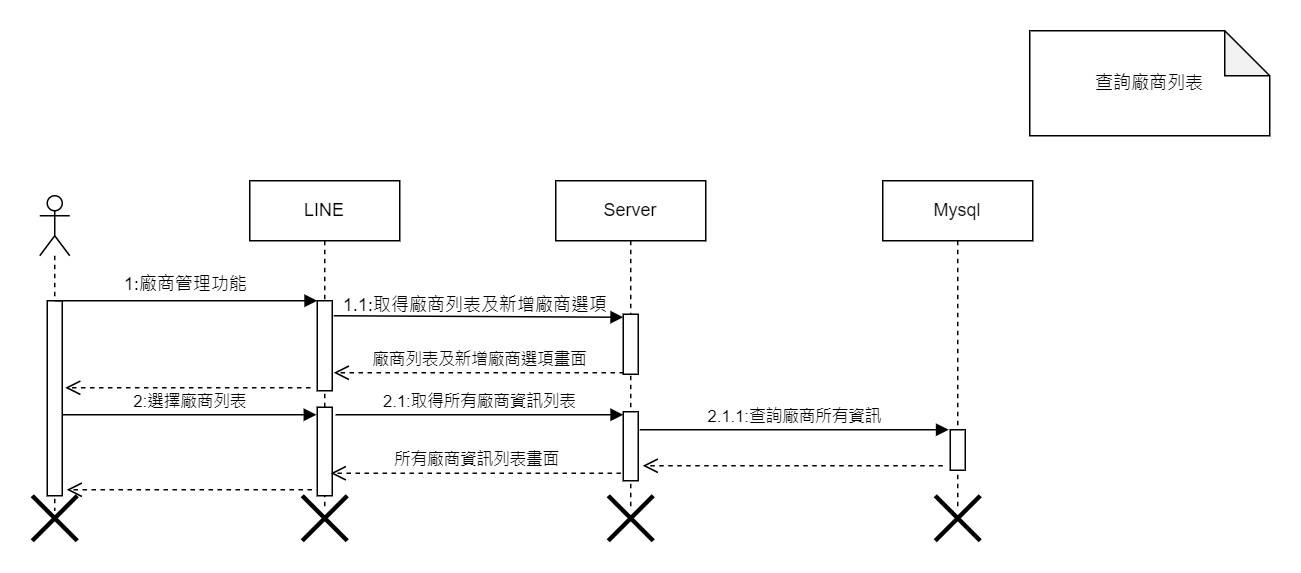 查詢廠商列表
LINE
Server
Mysql
1:廠商管理功能
1.1:取得廠商列表及新增廠商選項
廠商列表及新增廠商選項畫面
2:選擇廠商列表
2.1:取得所有廠商資訊列表
2.1.1:查詢廠商所有資訊
所有廠商資訊列表畫面